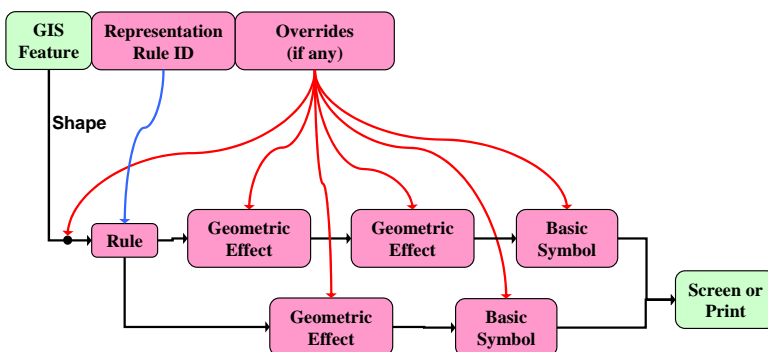 GIS
Feature
Representation
Rule ID
Overrides
(if any)
Shape
Rule
Geometric
Effect
Geometric
Effect
Basic
Symbol
Geometric
Effect
Basic
Symbol
Screen or
Print